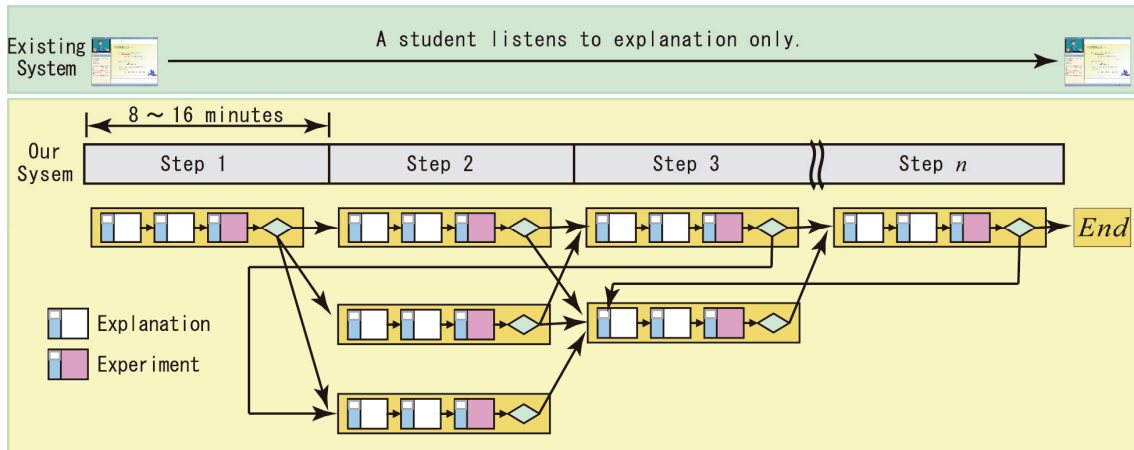 Existing
System
A student listens to explanation only.
8 ～ 16 minutes
Our
Sysem
Step 1
Step 2
Step 3
Step n
End
Explanation
Experiment